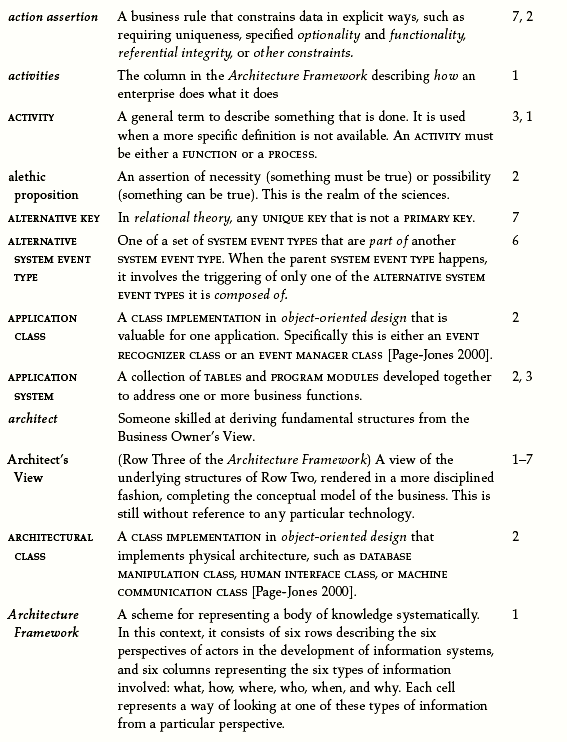 action assertion A business rule that constrains data in explicit ways, such as 7, 2
requiring uniqueness, specified optionality and functionality,
referential integrity, or other constraints.
activities The column in the Architecture Framework describing how an 1
enterprise does what it does
ACTIVITY A general term to describe something that is done. It is used 3, 1
when a more specific definition is not available. An ACTIVITY must
be either a FUNCTION or a PROCESS.
alethic An assertion of necessity (something must be true) or possibility 2
proposition (something can be true). This is the realm of the sciences.
ALTERNATIVE KEY In relational theory, any UNIQUE KEY that is not a PRIMARY KEY. 7
ALTERNATIVE One of a set of SYSTEM EVENT TYPES that are part of another 6
SYSTEM EVENT SYSTEM EVENT TYPE. When the parent SYSTEM EVENT TYPE happens,
TYPE it involves the triggering of only one of the ALTERNATIVE SYSTEM
EVENT TYPES it is composed of.
APPLICATION A CLASS IMPLEMENTATION in object-oriented design that is 2
CLASS valuable for one application. Specifically this is either an EVENT
RECOGNIZER CLASS or an EVENT MANAGER CLASS [Page-Jones 2000].
APPLICATION A collection of TABLES and PROGRAM MODULES developed together 2, 3
SYSTEM to address one or more business functions.
architect Someone skilled at deriving fundamental structures from the
Business Owner's View.
Architect's (Row Three of the Architecture Framework) A view of the 1–7
View underlying structures of Row Two, rendered in a more disciplined
fashion, completing the conceptual model of the business. This is
still without reference to any particular technology.
ARCHITECTURAL A CLASS IMPLEMENTATION in object-oriented design that 2
CLASS implements physical architecture, such as DATABASE
MANIPULATION CLASS, HUMAN INTERFACE CLASS, or MACHINE
COMMUNICATION CLASS [Page-Jones 2000].
Architecture A scheme for representing a body of knowledge systematically. 1
Framework In this context, it consists of six rows describing the six
perspectives of actors in the development of information systems,
and six columns representing the six types of information
involved: what, how, where, who, when, and why. Each cell
represents a way of looking at one of these types of information
from a particular perspective.